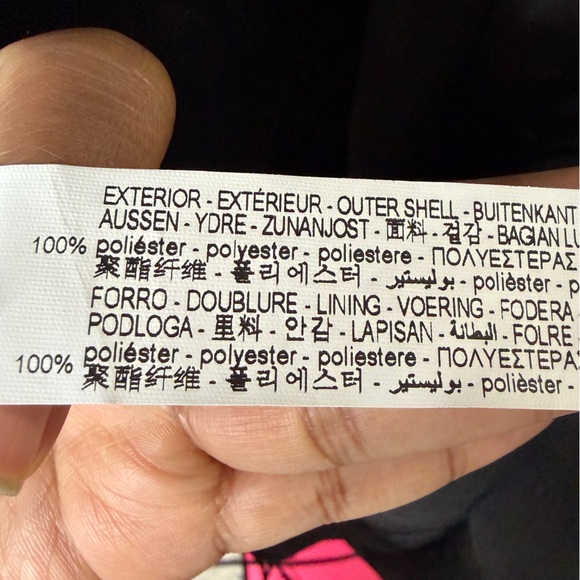 EXTERIOR - EXTÉRIEUR - OUTER SHELL - BUITENKANT
AUSSEN - YDRE - ZUNANJOST - 面料 - 겉감 - BAGIAN LU
100% poliéster - polyester - poliestere - ΠΟΛΥΕΣΤΕΡΑΣ
聚酯纤维 - 폴리에스터 - بوليستير - polièster - p
FORRO - DOUBLURE - LINING - VOERING - FODERA -
PODLOGA - 里料 - 안감 - LAPISAN - البطانة - FOLRE -
100% poliéster - polyester - poliestere - ΠΟΛΥΕΣΤΕΡΑΣ
聚酯纤维 - 폴리에스터 - بوليستير - polièster -